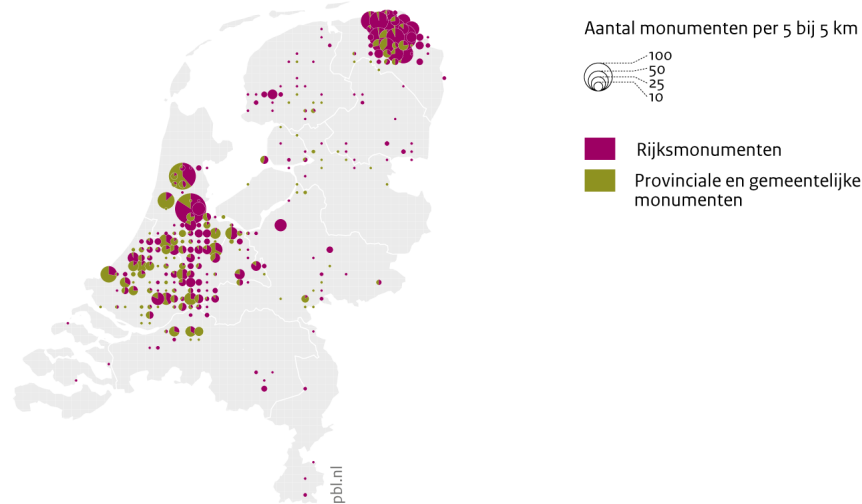 Aantal monumenten per 5 bij 5 km
100
50
25
10
Rijksmonumenten
Provinciale en gemeentelijke
monumenten
pbl.nl